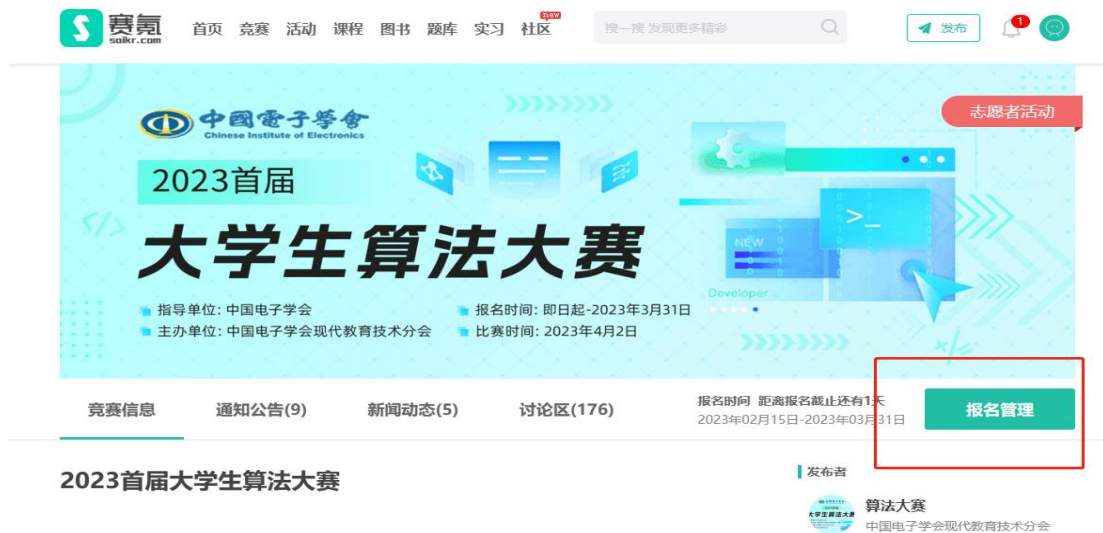 赛氪
saikr.com
首页 竞赛 活动 课程 图书 题库 实习 社区
new
搜一搜 发现更多精彩
发布
1
中國電子學會
Chinese Institute of Electronics
志愿者活动
2023首届
</>
大学生算法大赛
NEW
>_
Developer
指导单位: 中国电子学会
报名时间: 即日起-2023年3月31日
主办单位: 中国电子学会现代教育技术分会
比赛时间: 2023年4月2日
竞赛信息 通知公告(9) 新闻动态(5) 讨论区(176)
报名时间 距离报名截止还有1天
2023年02月15日-2023年03月31日
报名管理
2023首届大学生算法大赛
发布者
算法大赛
中国电子学会现代教育技术分会